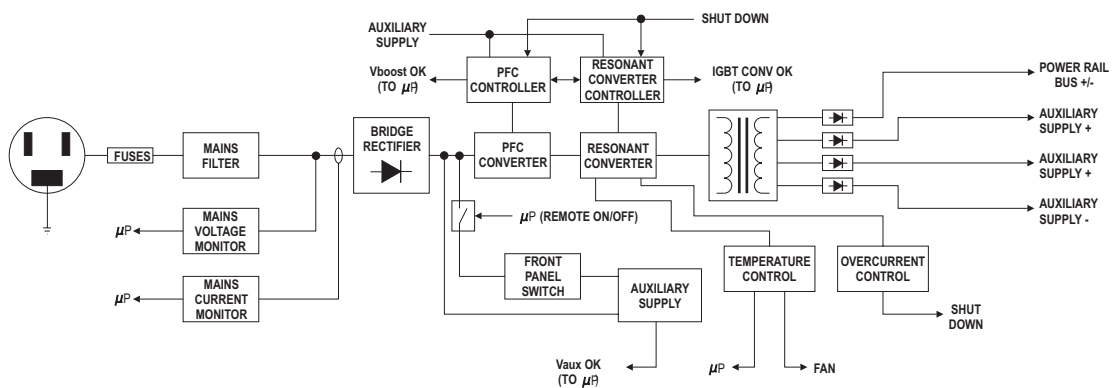 AUXILIARY
SUPPLY
SHUT DOWN
Vboost OK
(TO µP)
PFC
CONTROLLER
RESONANT
CONVERTER
CONTROLLER
IGBT CONV OK
(TO µP)
POWER RAIL
BUS +/-
AUXILIARY
SUPPLY +
AUXILIARY
SUPPLY +
AUXILIARY
SUPPLY -
FUSES
MAINS
FILTER
BRIDGE
RECTIFIER
PFC
CONVERTER
RESONANT
CONVERTER
µP
MAINS
VOLTAGE
MONITOR
µP (REMOTE ON/OFF)
µP
MAINS
CURRENT
MONITOR
FRONT
PANEL
SWITCH
AUXILIARY
SUPPLY
TEMPERATURE
CONTROL
OVERCURRENT
CONTROL
SHUT
DOWN
Vaux OK
(TO µP)
µP
FAN